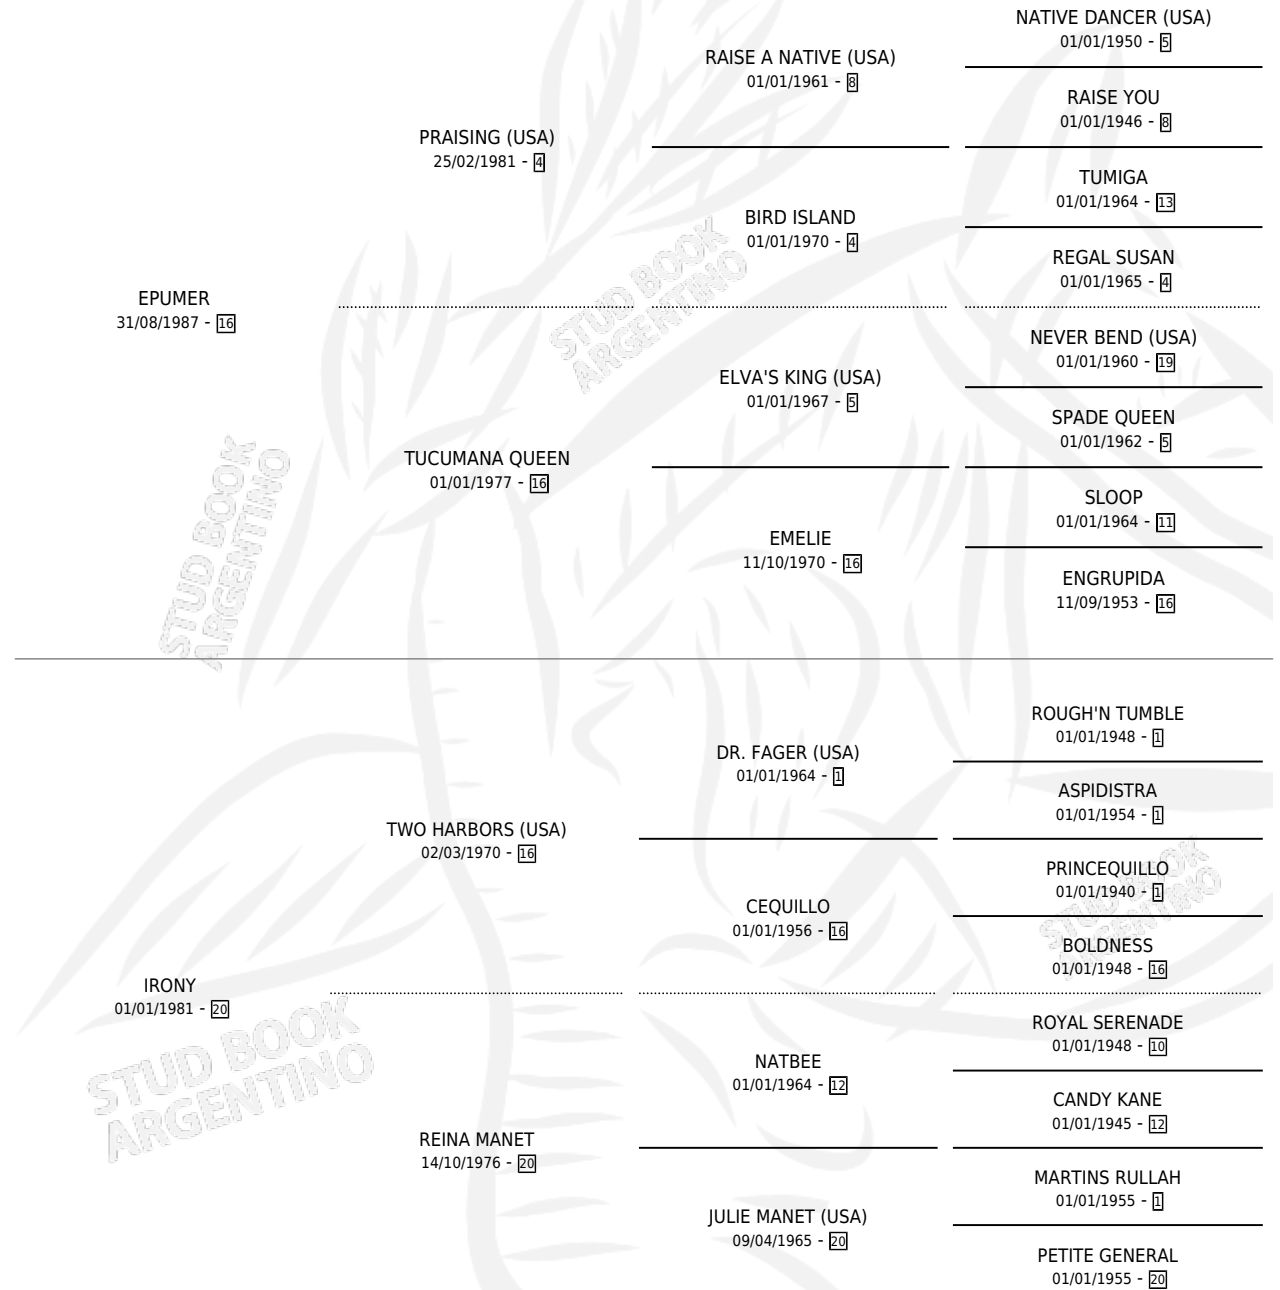 NATIVE DANCER (USA)
01/01/1950 - 5
RAISE A NATIVE (USA)
01/01/1961 - 8
RAISE YOU
01/01/1946 - 8
PRAISING (USA)
25/02/1981 - 4
TUMIGA
01/01/1964 - 13
BIRD ISLAND
01/01/1970 - 4
REGAL SUSAN
01/01/1965 - 4
EPUMER
31/08/1987 - 16
STUD BOOK
ARGENTINO
NEVER BEND (USA)
01/01/1960 - 19
ELVA'S KING (USA)
01/01/1967 - 5
SPADE QUEEN
01/01/1962 - 5
TUCUMANA QUEEN
01/01/1977 - 16
SLOOP
01/01/1964 - 11
EMELIE
11/10/1970 - 16
ENGRUPIDA
11/09/1953 - 16
STUD BOOK
ARGENTINO
ROUGH'N TUMBLE
01/01/1948 - 1
DR. FAGER (USA)
01/01/1964 - 1
ASPIDISTRA
01/01/1954 - 1
TWO HARBORS (USA)
02/03/1970 - 16
PRINCEQUILLO
01/01/1940 - 1
STUD BOOK
ARGENTINO
CEQUILLO
01/01/1956 - 16
BOLDNESS
01/01/1948 - 16
IRONY
01/01/1981 - 20
STUD BOOK
ARGENTINO
ROYAL SERENADE
01/01/1948 - 10
NATBEE
01/01/1964 - 12
CANDY KANE
01/01/1945 - 12
REINA MANET
14/10/1976 - 20
MARTINS RULLAH
01/01/1955 - 1
JULIE MANET (USA)
09/04/1965 - 20
PETITE GENERAL
01/01/1955 - 20